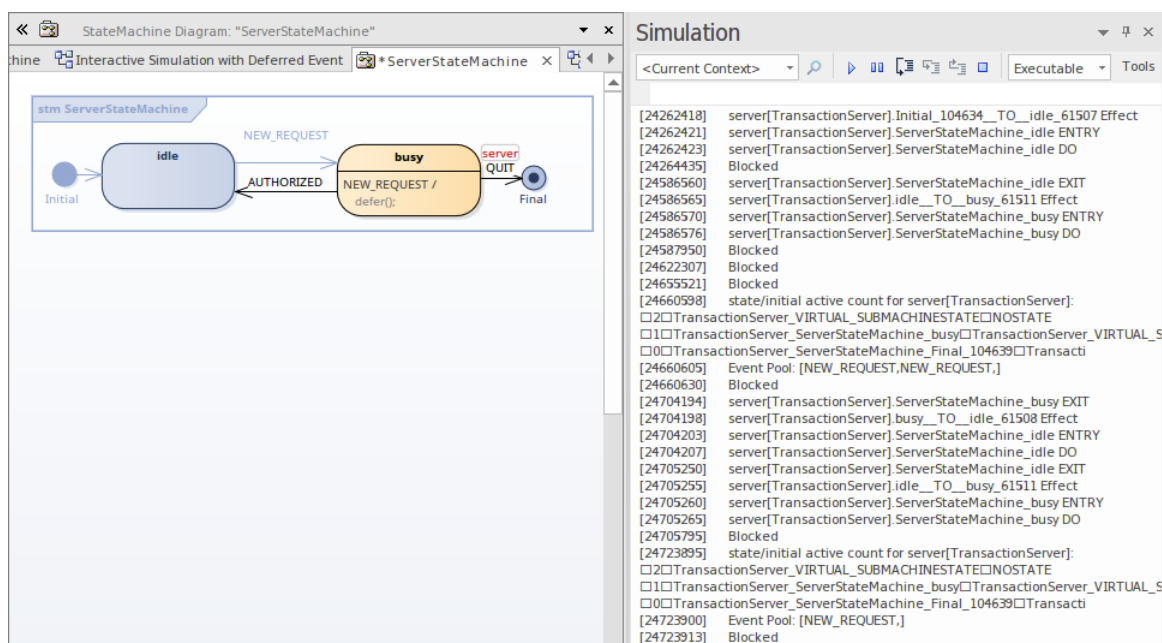 StateMachine Diagram: "ServerStateMachine"
hine
Interactive Simulation with Deferred Event
*ServerStateMachine
stm ServerStateMachine
NEW_REQUEST
idle
busy
server
QUIT
AUTHORIZED
NEW_REQUEST /
defer();
Initial
Final
Simulation
<Current Context>
Executable
Tools
[24262418] server[TransactionServer].Initial_104634__TO__idle_61507 Effect
[24262421] server[TransactionServer].ServerStateMachine_idle ENTRY
[24262423] server[TransactionServer].ServerStateMachine_idle DO
[24264435] Blocked
[24586560] server[TransactionServer].ServerStateMachine_idle EXIT
[24586565] server[TransactionServer].idle__TO__busy_61511 Effect
[24586570] server[TransactionServer].ServerStateMachine_busy ENTRY
[24586576] server[TransactionServer].ServerStateMachine_busy DO
[24587950] Blocked
[24622307] Blocked
[24655521] Blocked
[24660598] state/initial active count for server[TransactionServer]:
□2□TransactionServer_VIRTUAL_SUBMACHINESTATE□NOSTATE
□1□TransactionServer_ServerStateMachine_busy□TransactionServer_VIRTUAL_S
□0□TransactionServer_ServerStateMachine_Final_104639□Transacti
[24660605] Event Pool: [NEW_REQUEST,NEW_REQUEST,]
[24660630] Blocked
[24704194] server[TransactionServer].ServerStateMachine_busy EXIT
[24704198] server[TransactionServer].busy__TO__idle_61508 Effect
[24704203] server[TransactionServer].ServerStateMachine_idle ENTRY
[24704207] server[TransactionServer].ServerStateMachine_idle DO
[24705250] server[TransactionServer].ServerStateMachine_idle EXIT
[24705255] server[TransactionServer].idle__TO__busy_61511 Effect
[24705260] server[TransactionServer].ServerStateMachine_busy ENTRY
[24705265] server[TransactionServer].ServerStateMachine_busy DO
[24705795] Blocked
[24723895] state/initial active count for server[TransactionServer]:
□2□TransactionServer_VIRTUAL_SUBMACHINESTATE□NOSTATE
□1□TransactionServer_ServerStateMachine_busy□TransactionServer_VIRTUAL_S
□0□TransactionServer_ServerStateMachine_Final_104639□Transacti
[24723900] Event Pool: [NEW_REQUEST,]
[24723913] Blocked